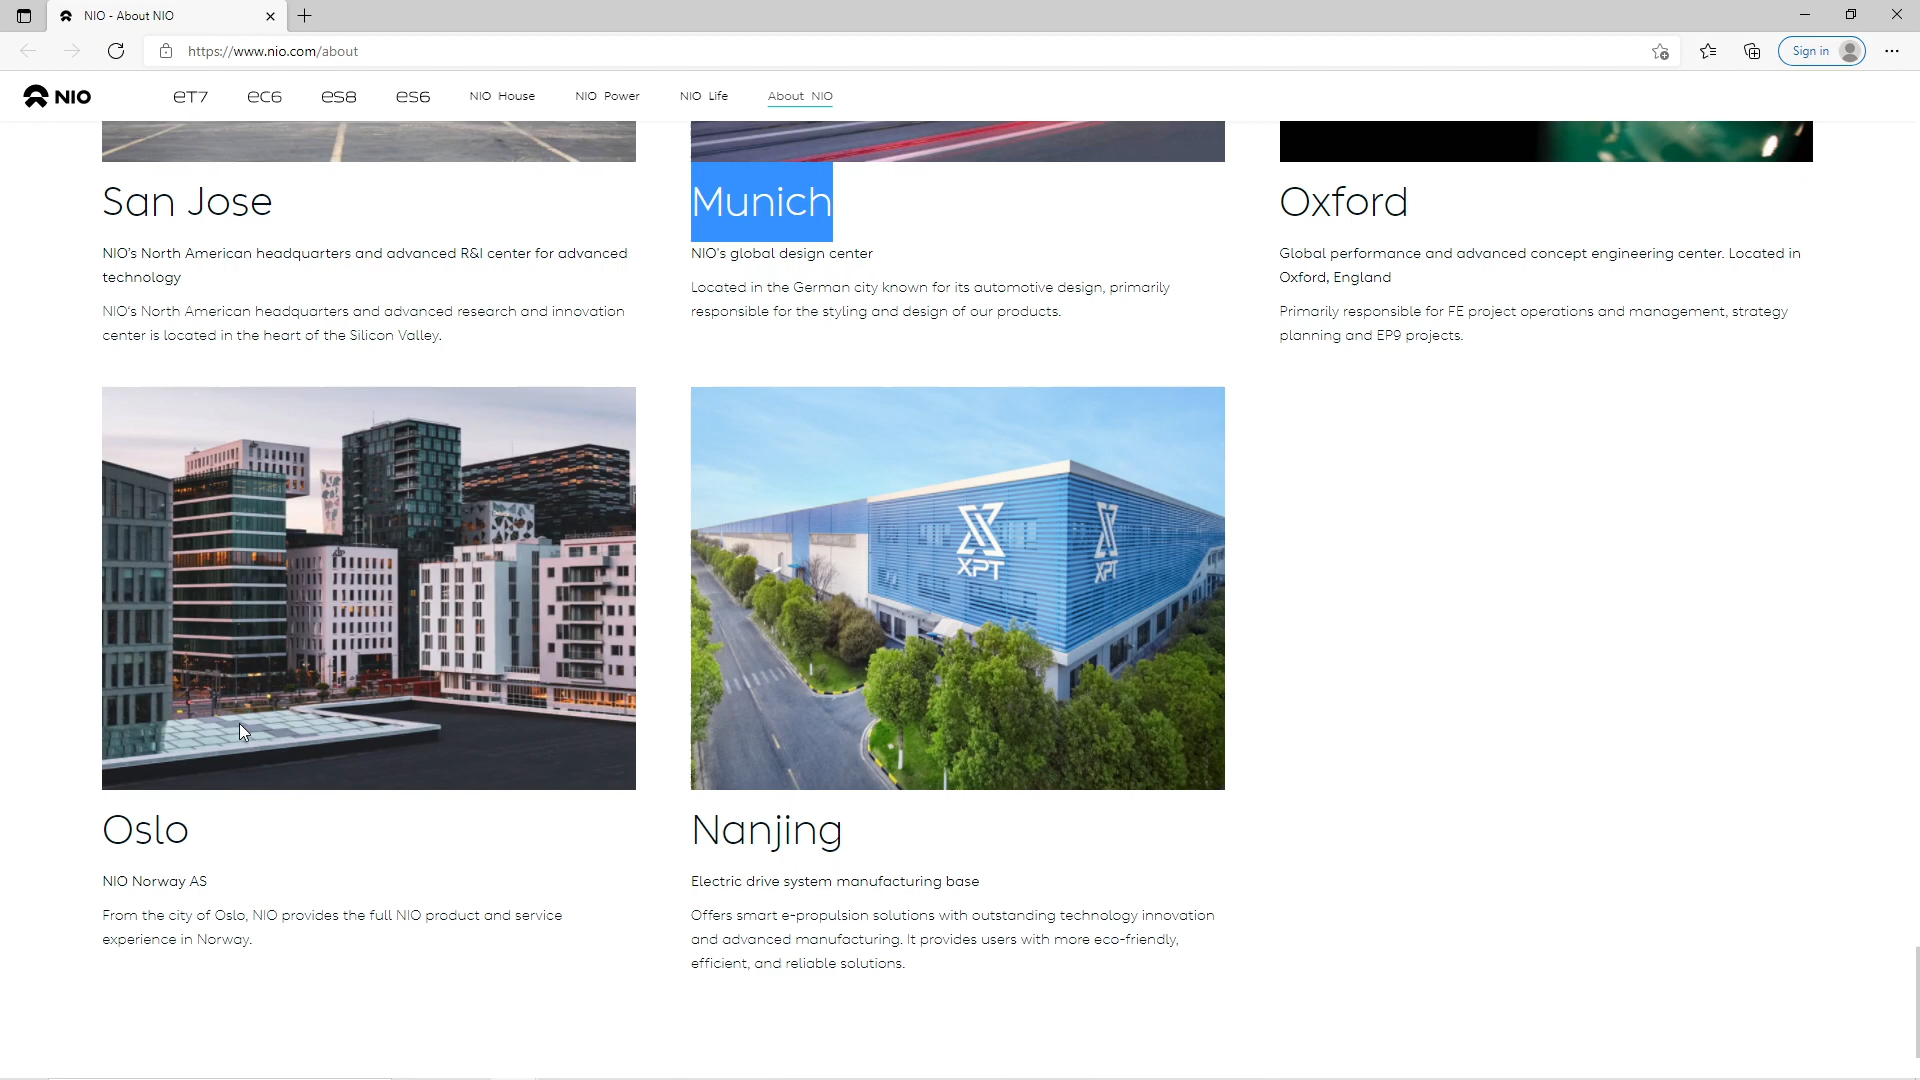 NIO - About NIO
https://www.nio.com/about
Sign in
NIO
eT7
eC6
eS8
eS6
NIO House
NIO Power
NIO Life
About NIO
San Jose
NIO's North American headquarters and advanced R&I center for advanced
technology
NIO's North American headquarters and advanced research and innovation
center is located in the heart of the Silicon Valley.
Munich
NIO's global design center
Located in the German city known for its automotive design, primarily
responsible for the styling and design of our products.
Oxford
Global performance and advanced concept engineering center. Located in
Oxford, England
Primarily responsible for FE project operations and management, strategy
planning and EP9 projects.
XPT
XPT
Oslo
NIO Norway AS
From the city of Oslo, NIO provides the full NIO product and service
experience in Norway.
Nanjing
Electric drive system manufacturing base
Offers smart e-propulsion solutions with outstanding technology innovation
and advanced manufacturing. It provides users with more eco-friendly,
efficient, and reliable solutions.